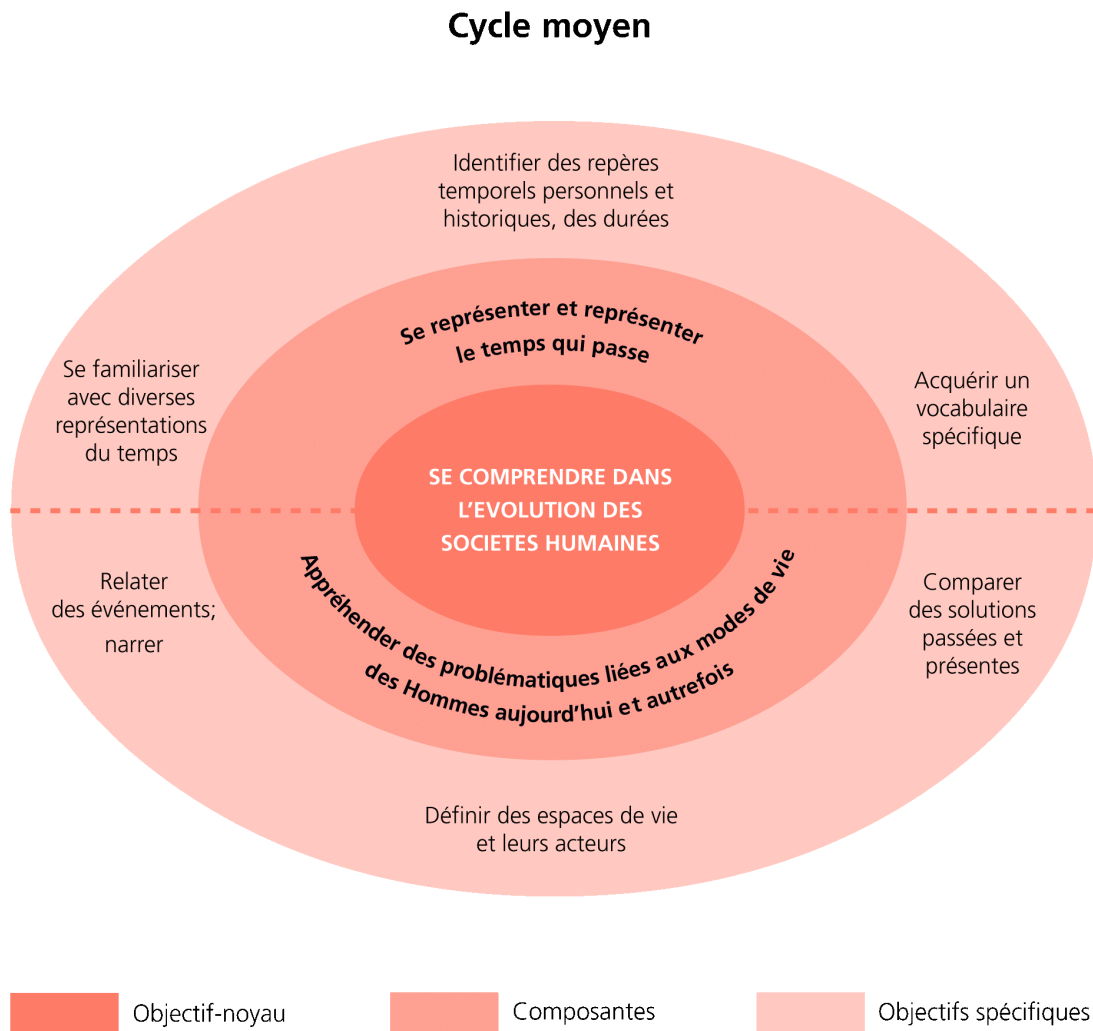 Cycle moyen
Identifier des repères
temporels personnels et
historiques, des durées
Se représenter et représenter
le temps qui passe
Se familiariser
avec diverses
représentations
du temps
Acquérir un
vocabulaire
spécifique
SE COMPRENDRE DANS
L’EVOLUTION DES
SOCIETES HUMAINES
Relater
des événements;
narrer
Appréhender des problématiques liées aux modes de vie
des Hommes aujourd’hui et autrefois
Comparer
des solutions
passées et
présentes
Définir des espaces de vie
et leurs acteurs
Objectif-noyau
Composantes
Objectifs spécifiques